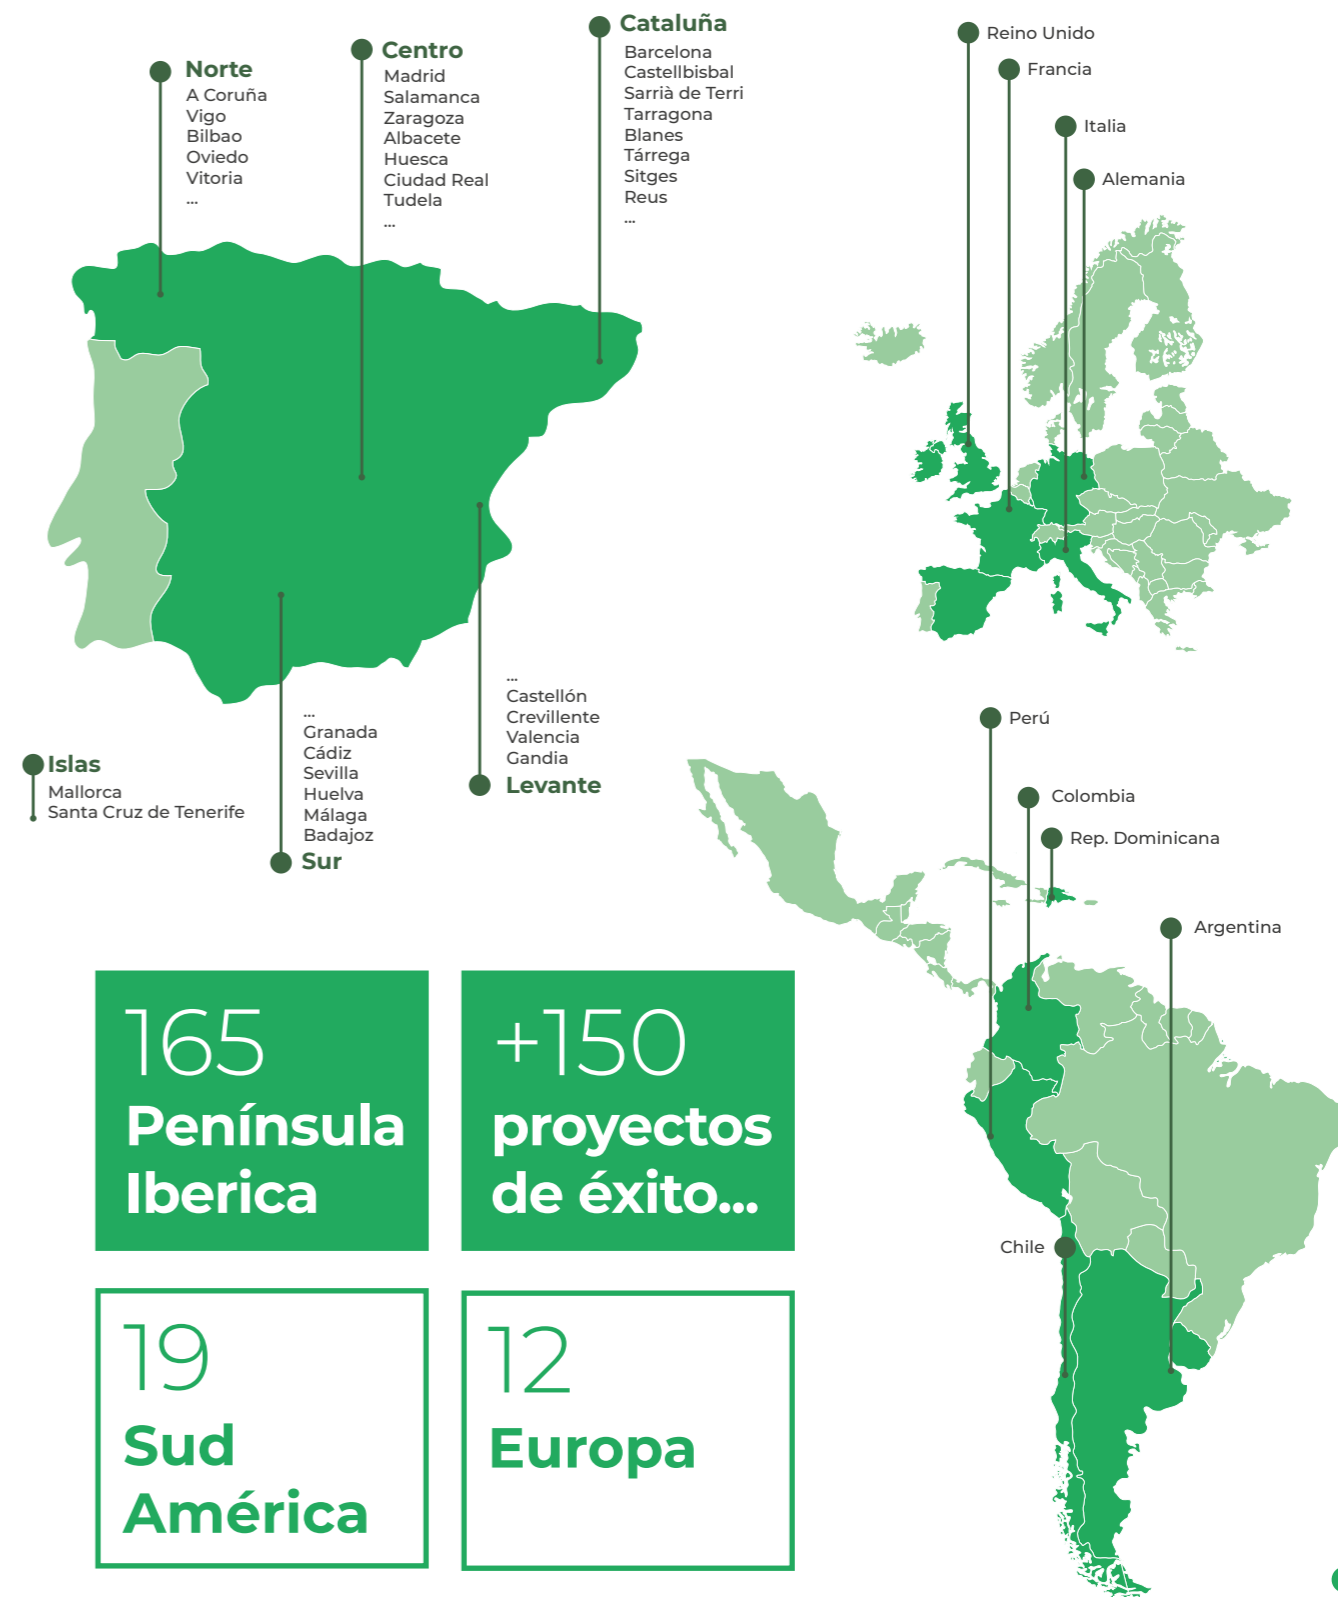 Norte
A Coruña
Vigo
Bilbao
Oviedo
Vitoria
...
Centro
Madrid
Salamanca
Zaragoza
Albacete
Huesca
Ciudad Real
Tudela
...
Cataluña
Barcelona
Castellbisbal
Sarrià de Terri
Tarragona
Blanes
Tárrega
Sitges
Reus
...
Reino Unido
Francia
Italia
Alemania
Islas
Mallorca
Santa Cruz de Tenerife
...
Granada
Cádiz
Sevilla
Huelva
Málaga
Badajoz
Sur
...
Castellón
Crevillente
Valencia
Gandia
Levante
Perú
Colombia
Rep. Dominicana
Argentina
Chile
165
Península
Iberica
+150
proyectos
de éxito...
19
Sud
América
12
Europa